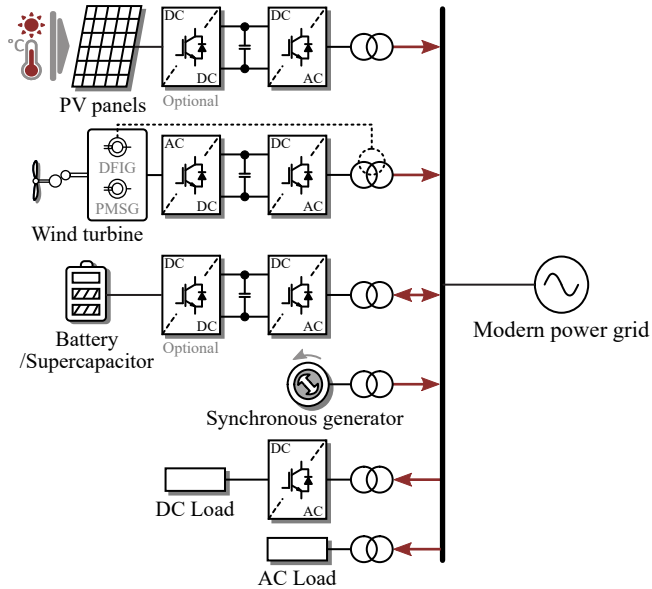 °C
DC
DC
DC
AC
PV panels
Optional
DFIG
PMSG
AC
DC
DC
AC
Wind turbine
DC
DC
DC
AC
Battery
/Supercapacitor
Optional
Modern power grid
Synchronous generator
DC
AC
DC Load
AC Load